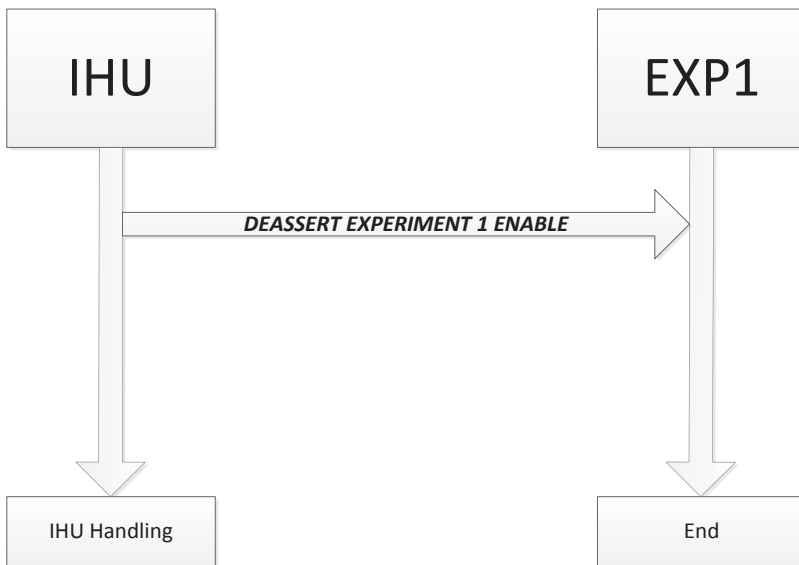 IHU
EXP1
DEASSERT EXPERIMENT 1 ENABLE
IHU Handling
End